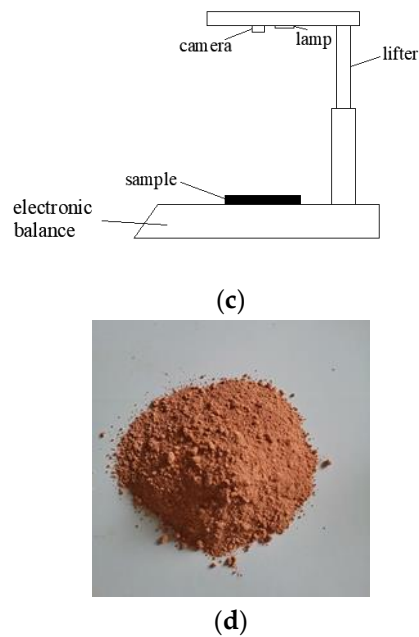 camera
lamp
lifter
sample
electronic
balance
(c)
(d)